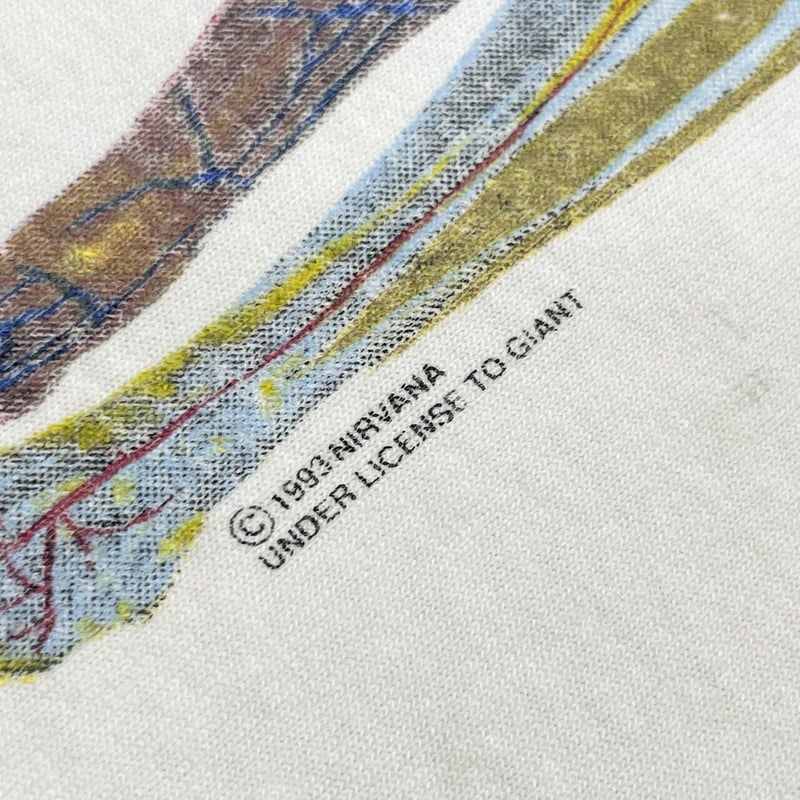 © 1993 NIRVANA
UNDER LICENSE TO GIANT